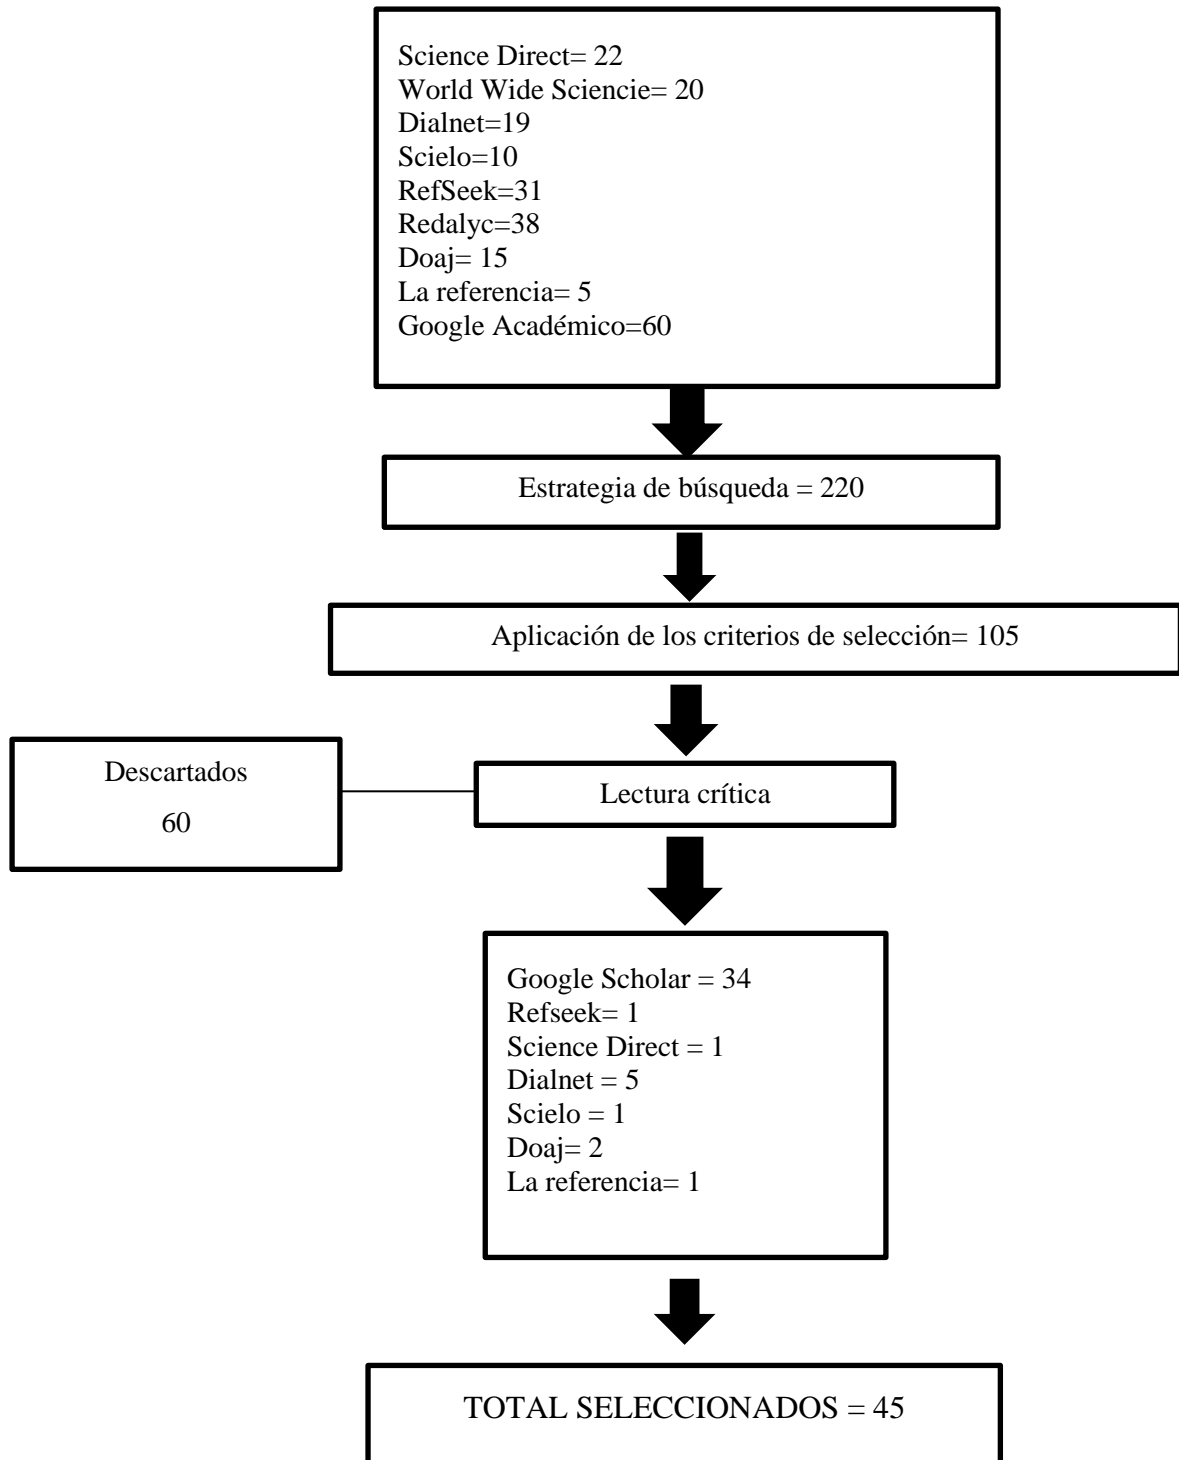 Science Direct= 22
World Wide Sciencie= 20
Dialnet=19
Scielo=10
RefSeek=31
Redalyc=38
Doaj= 15
La referencia= 5
Google Académico=60
Estrategia de búsqueda = 220
Aplicación de los criterios de selección= 105
Descartados
60
Lectura crítica
Google Scholar = 34
Refseek= 1
Science Direct = 1
Dialnet = 5
Scielo = 1
Doaj= 2
La referencia= 1
TOTAL SELECCIONADOS = 45